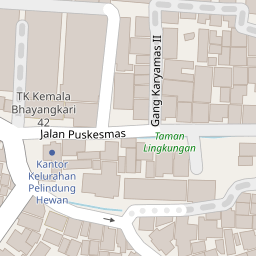 TK Kemala
Bhayangkari
42
Gang Karyamas II
Jalan Puskesmas
Taman
Lingkungan
Kantor
Kelurahan
Pelindung
Hewan